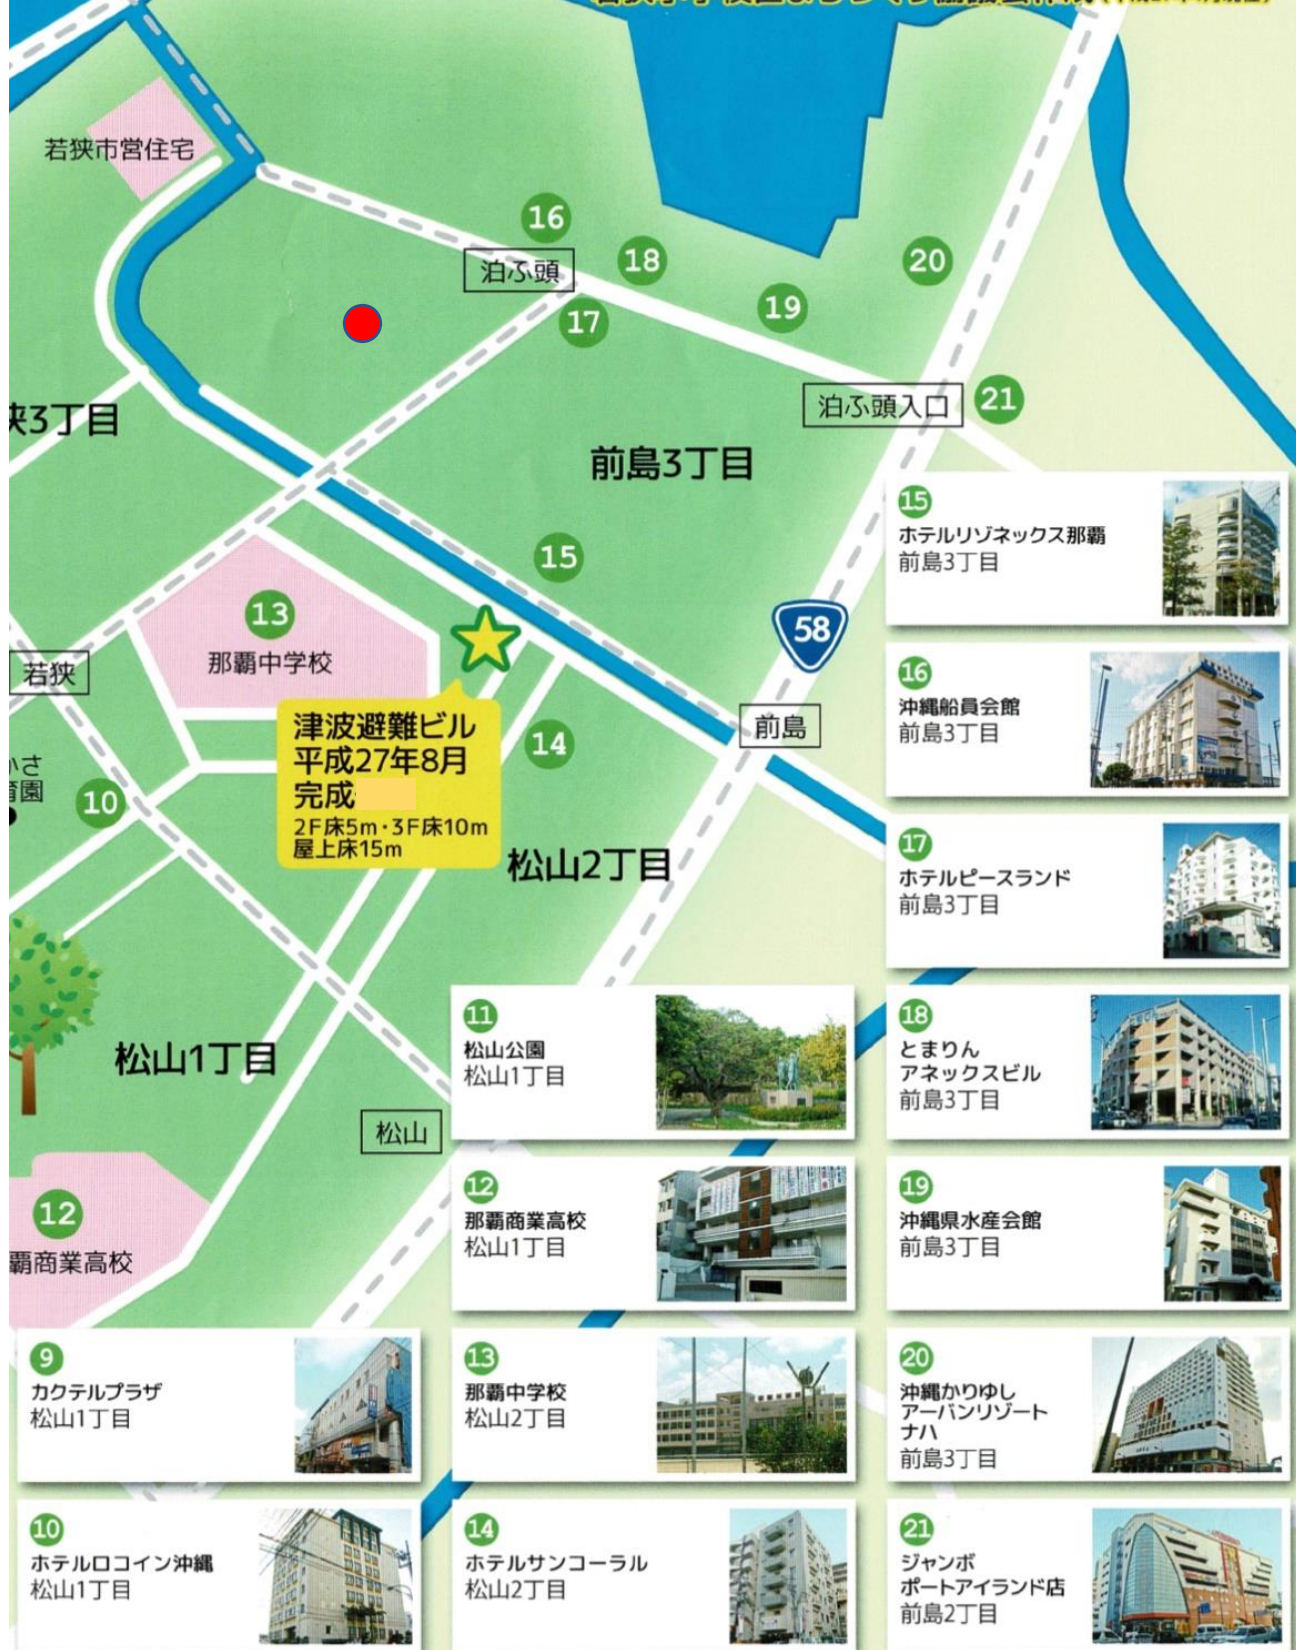 若狭市営住宅
16
泊ふ頭
18
20
17
19
泊ふ頭入口
21
狭3丁目
前島3丁目
15
13
那覇中学校
58
若狭
津波避難ビル
平成27年8月
完成
2F床5m・3F床10m
屋上床15m
14
前島
10
松山2丁目
松山1丁目
松山
12
覇商業高校
9
カクテルプラザ
松山1丁目
10
ホテルロコイン沖縄
松山1丁目
11
松山公園
松山1丁目
12
那覇商業高校
松山1丁目
13
那覇中学校
松山2丁目
14
ホテルサンコーラル
松山2丁目
15
ホテルリゾネックス那覇
前島3丁目
16
沖縄船員会館
前島3丁目
17
ホテルピースランド
前島3丁目
18
とまりん
アネックスビル
前島3丁目
19
沖縄県水産会館
前島3丁目
20
沖縄かりゆし
アーバンリゾート
ナハ
前島3丁目
21
ジャンボ
ポートアイランド店
前島2丁目